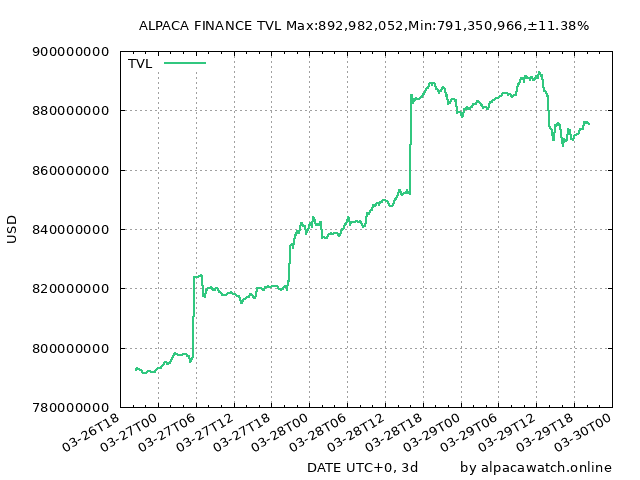 ALPACA FINANCE TVL Max:892,982,052,Min:791,350,966,±11.38%
TVL
900000000
880000000
860000000
840000000
820000000
800000000
780000000
USD
03-26T18
03-27T00
03-27T06
03-27T12
03-27T18
03-28T00
03-28T06
03-28T12
03-28T18
03-29T00
03-29T06
03-29T12
03-29T18
03-30T00
DATE UTC+0, 3d
by alpacawatch.online